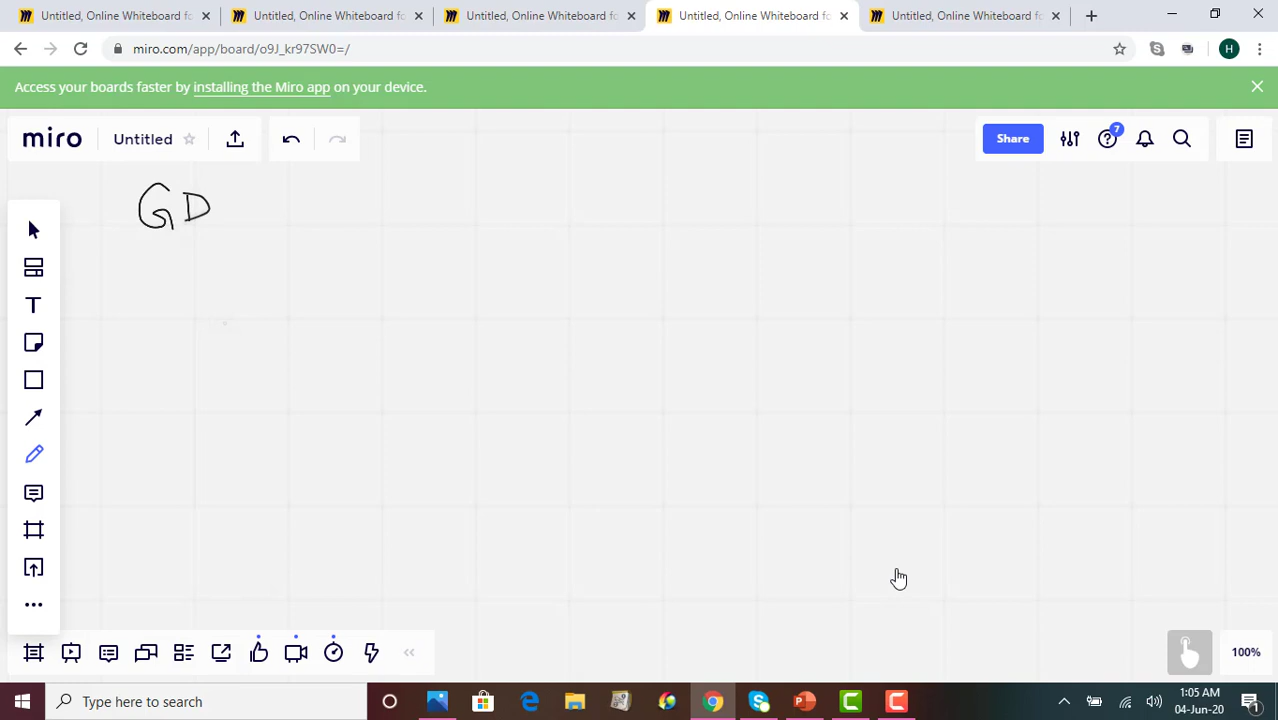 Untitled, Online Whiteboard fo
Untitled, Online Whiteboard fo
Untitled, Online Whiteboard fo
Untitled, Online Whiteboard fo
Untitled, Online Whiteboard fo
miro.com/app/board/o9J_kr97SW0=/
H
Access your boards faster by installing the Miro app on your device.
miro Untitled Share 7
GD
T
100%
Type here to search
1:05 AM
04-Jun-20
1